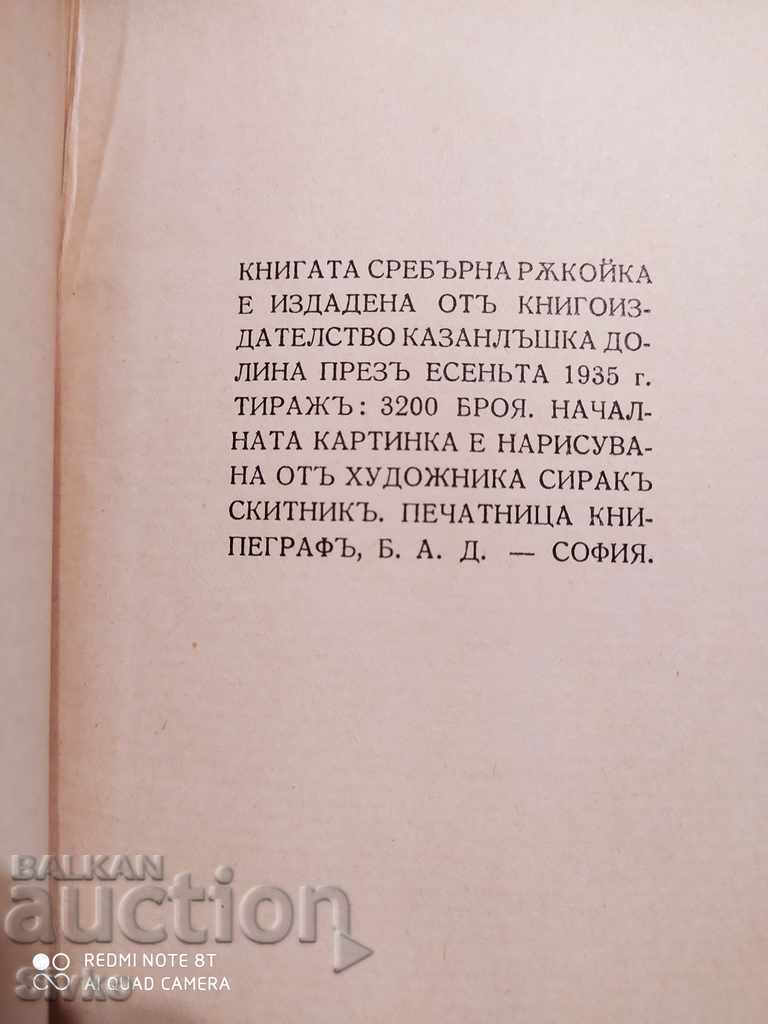 КНИГАТА СРЕБЪРНА РѪКОЙКА
Е ИЗДАДЕНА ОТЪ КНИГОИЗ-
ДАТЕЛСТВО КАЗАНЛЪШКА ДО-
ЛИНА ПРЕЗЪ ЕСЕНЬТА 1935 г.
ТИРАЖЪ: 3200 БРОЯ. НАЧАЛ-
НАТА КАРТИНКА Е НАРИСУВА-
НА ОТЪ ХУДОЖНИКА СИРАКЪ
СКИТНИКЪ. ПЕЧАТНИЦА КНИ-
ПЕГРАФЪ, Б. А. Д. — СОФИЯ.
BALKAN
auction
REDMI NOTE 8T
AI QUAD CAMERA